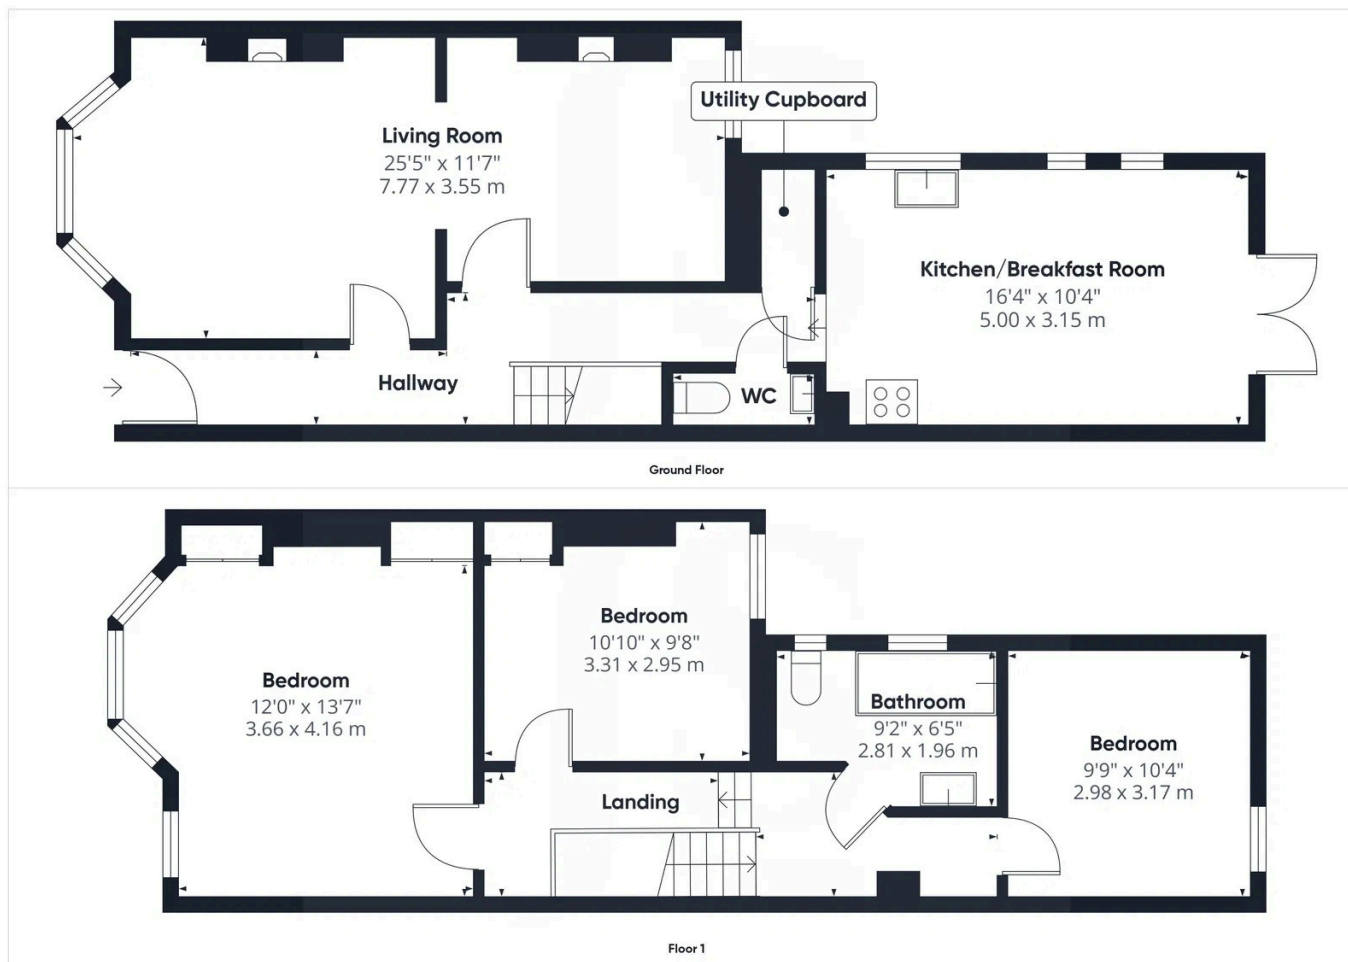 Utility Cupboard
Living Room
25'5" x 11'7"
7.77 x 3.55 m
Kitchen/Breakfast Room
16'4" x 10'4"
5.00 x 3.15 m
Hallway
WC
Ground Floor
Bedroom
10'10" x 9'8"
3.31 x 2.95 m
Bedroom
12'0" x 13'7"
3.66 x 4.16 m
Bathroom
9'2" x 6'5"
2.81 x 1.96 m
Bedroom
9'9" x 10'4"
2.98 x 3.17 m
Landing
Floor 1